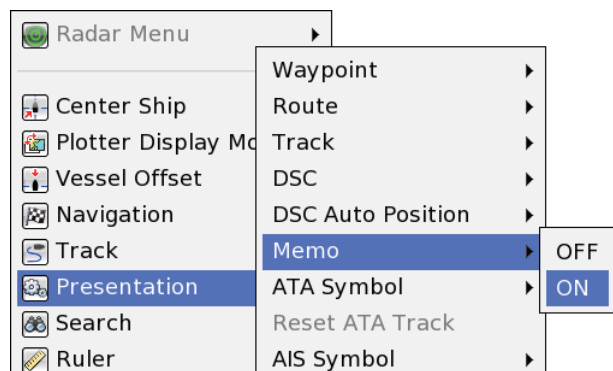 Radar Menu
Center Ship
Plotter Display Mo
Vessel Offset
Navigation
Track
Presentation
Search
Ruler
Waypoint
Route
Track
DSC
DSC Auto Position
Memo
ATA Symbol
Reset ATA Track
AIS Symbol
OFF
ON